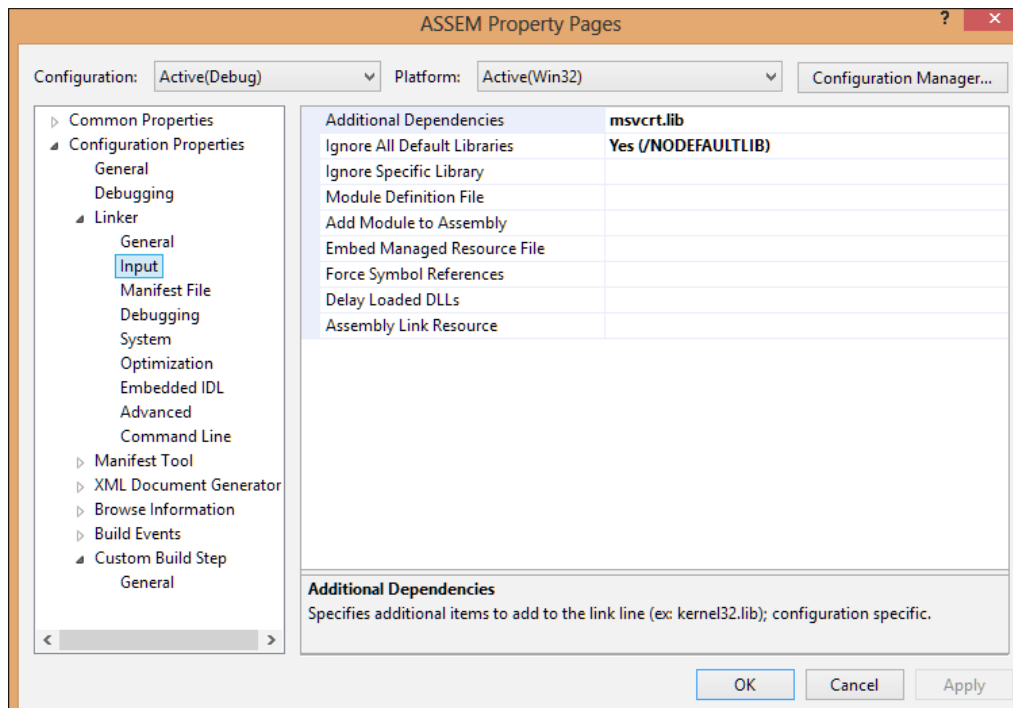 ASSEM Property Pages
? ×
Configuration: Active(Debug) Platform: Active(Win32) Configuration Manager...
Common Properties
Configuration Properties
General
Debugging
Linker
General
Input
Manifest File
Debugging
System
Optimization
Embedded IDL
Advanced
Command Line
Manifest Tool
XML Document Generator
Browse Information
Build Events
Custom Build Step
General
Additional Dependencies msvcrt.lib
Ignore All Default Libraries Yes (/NODEFAULTLIB)
Ignore Specific Library
Module Definition File
Add Module to Assembly
Embed Managed Resource File
Force Symbol References
Delay Loaded DLLs
Assembly Link Resource
Additional Dependencies
Specifies additional items to add to the link line (ex: kernel32.lib); configuration specific.
OK Cancel Apply